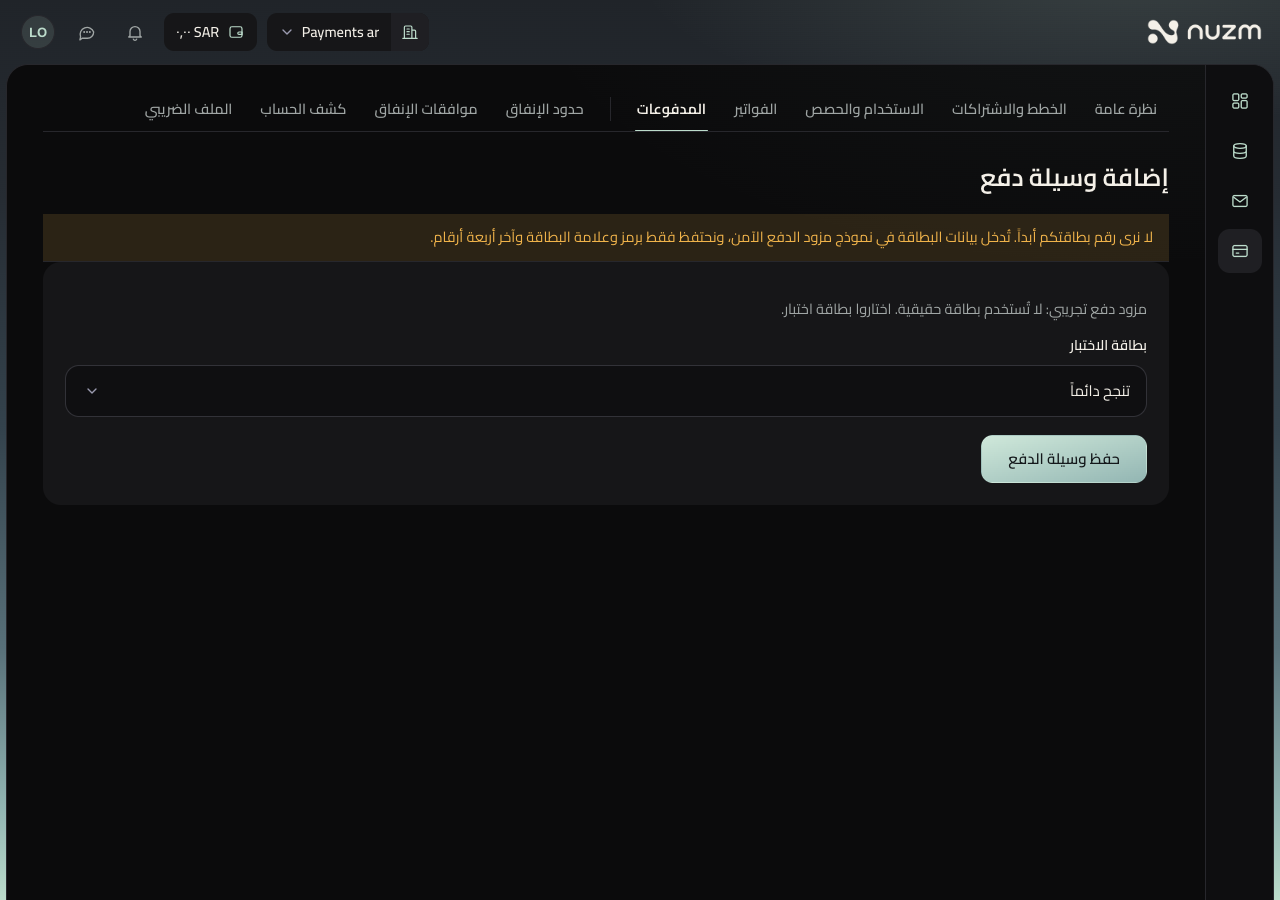 nuzm
Payments ar
٠,٠٠ SAR
LO
نظرة عامة
الخطط والاشتراكات
الاستخدام والحصص
الفواتير
المدفوعات
حدود الإنفاق
موافقات الإنفاق
كشف الحساب
الملف الضريبي
إضافة وسيلة دفع
لا نرى رقم بطاقتكم أبداً. تُدخل بيانات البطاقة في نموذج مزود الدفع الآمن، ونحتفظ فقط برمز وعلامة البطاقة وآخر أربعة أرقام.
مزود دفع تجريبي: لا تُستخدم بطاقة حقيقية. اختاروا بطاقة اختبار.
بطاقة الاختبار
تنجح دائماً
حفظ وسيلة الدفع